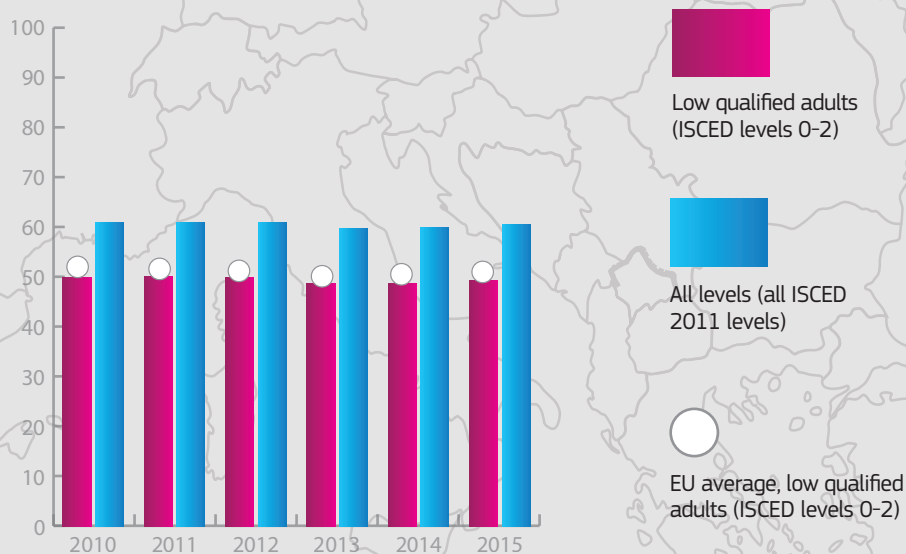 100
90
80
70
60
50
40
30
20
10
0
2010 2011 2012 2013 2014 2015
Low qualified adults
(ISCED levels 0-2)
All levels (all ISCED
2011 levels)
EU average, low qualified
adults (ISCED levels 0-2)